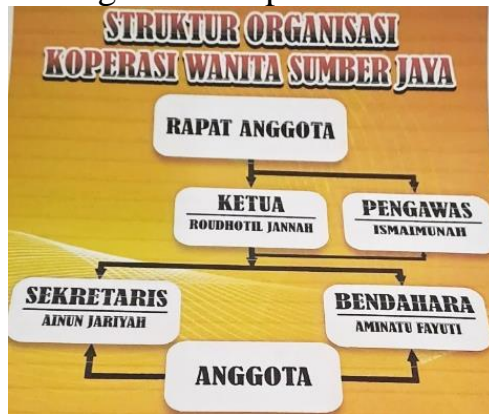 STRUKTUR ORGANISASI
KOPERASI WANITA SUMBER JAYA
RAPAT ANGGOTA
KETUA
ROUDHOTIL JANNAH
PENGAWAS
ISMAIMUNAH
SEKRETARIS
AINUN JARIYAH
BENDAHARA
AMINATU FAYUTI
ANGGOTA